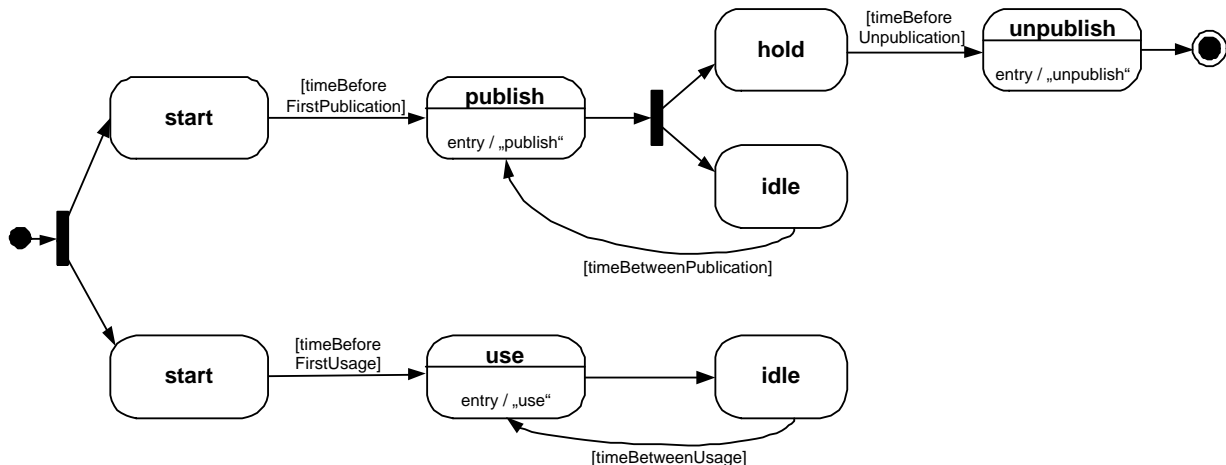 start
[timeBefore
FirstPublication]
publish
entry / „publish“
hold
[timeBefore
Unpublication]
unpublish
entry / „unpublish“
idle
[timeBetweenPublication]
start
[timeBefore
FirstUsage]
use
entry / „use“
idle
[timeBetweenUsage]